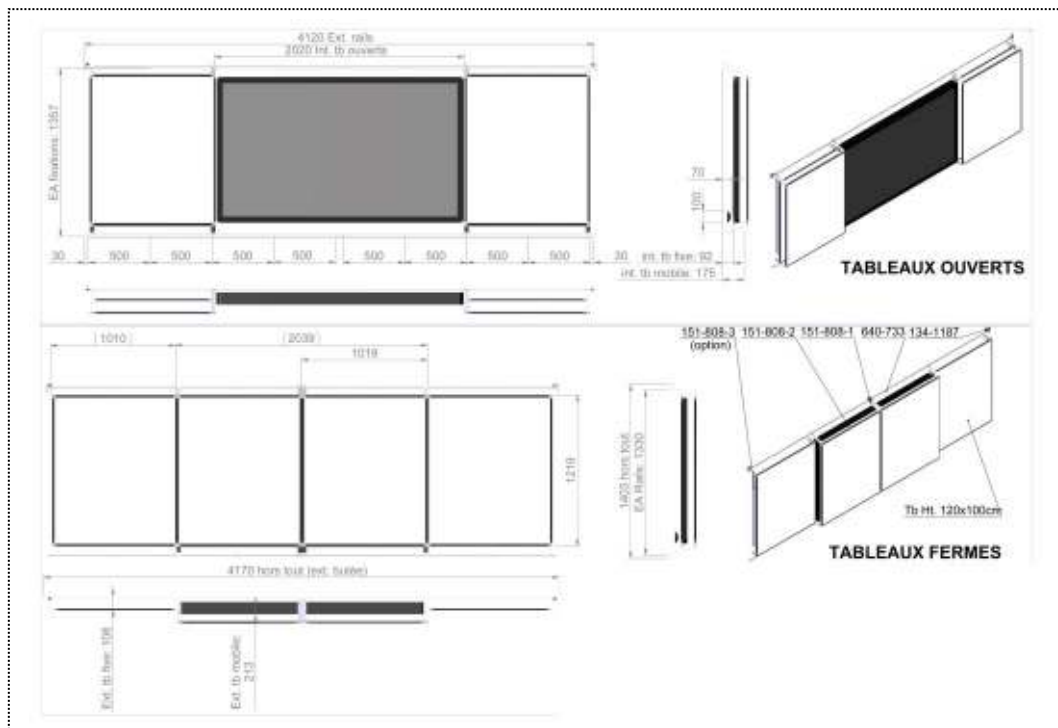 4120 Ext. rails
2020 Int. tb ouverts
EA fixations: 1367
70
100
30 500 500 500 500 500 500 500 500 30
int. tb fixe: 92
int. tb mobile: 175
TABLEAUX OUVERTS
(1010) (2039)
1019
1219
151-808-3 151-808-2 151-808-1 640-733 134-1187
(option)
1403 hors tout
EA Rails: 1330
Tb Ht. 120x100cm
TABLEAUX FERMES
4170 hors tout (ext. butée)
Ext. tb fixe: 108
Ext. tb mobile:
213